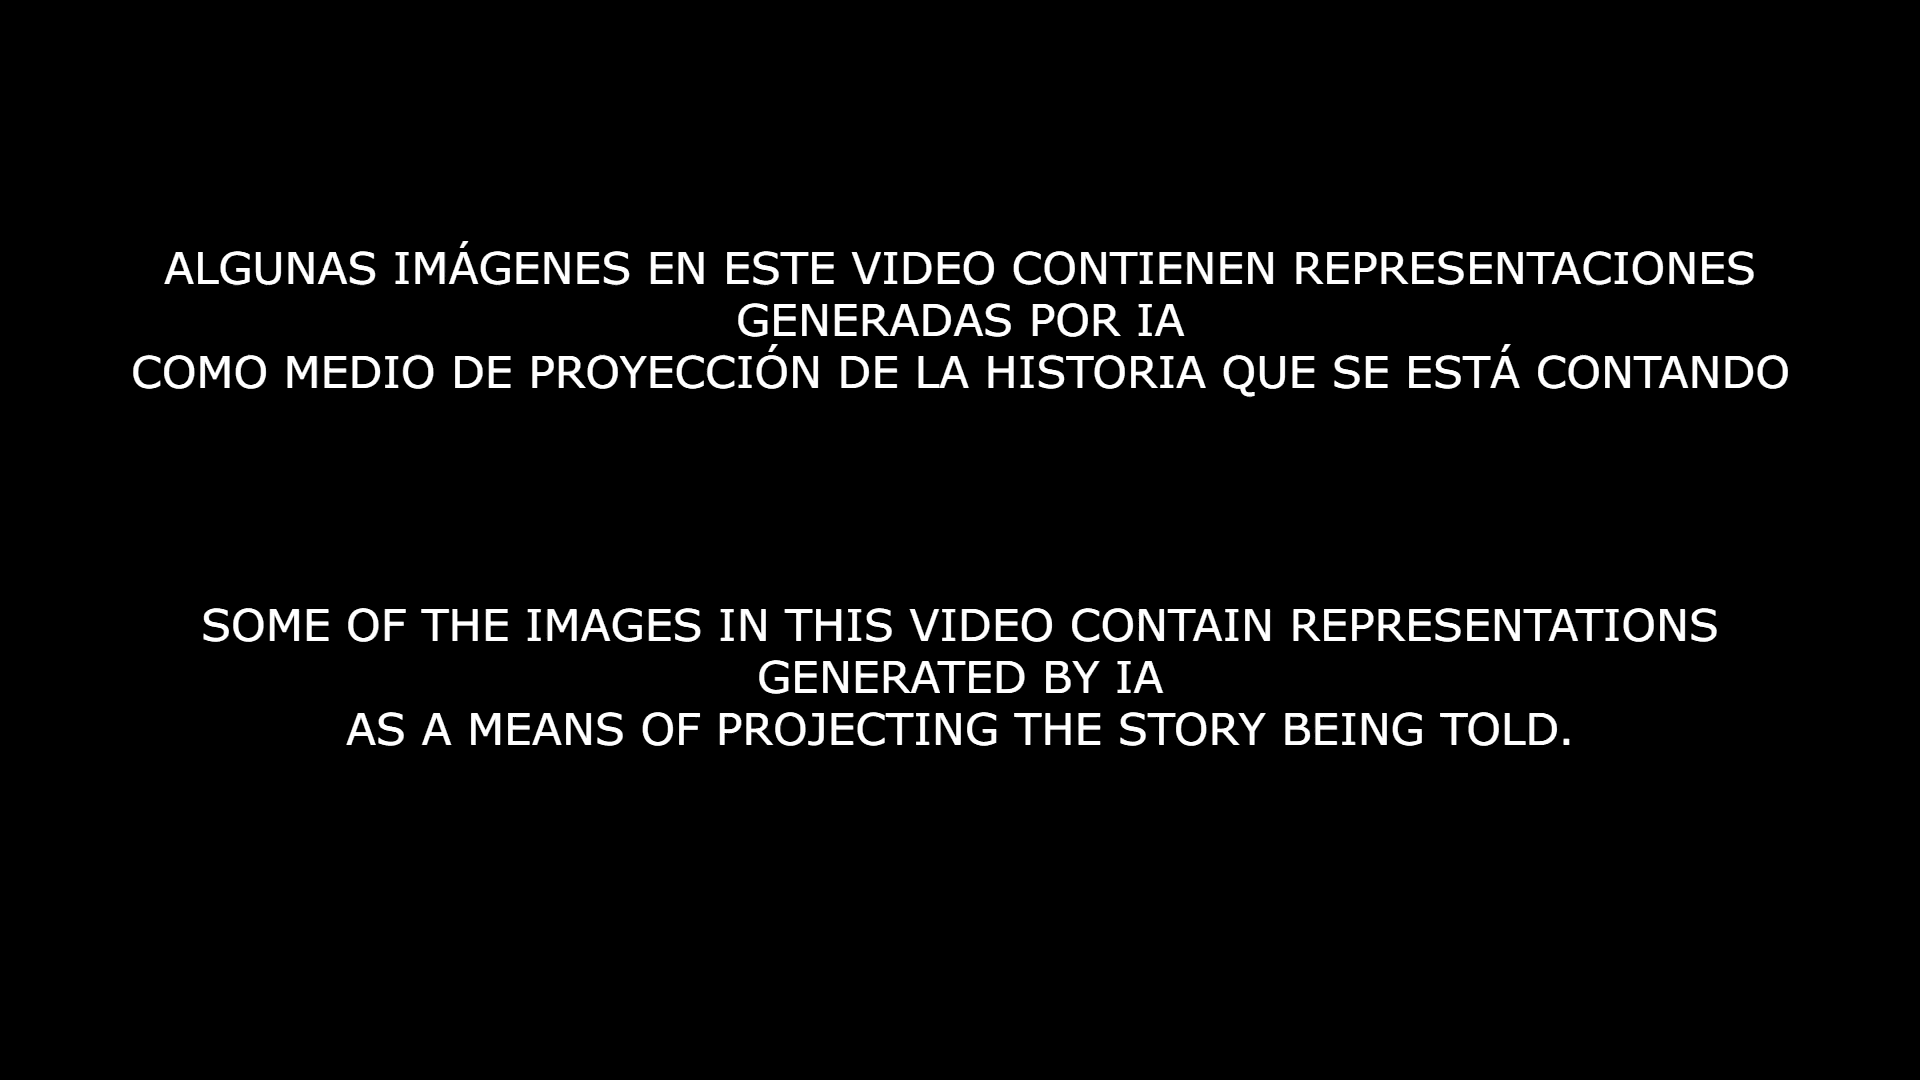 ALGUNAS IMÁGENES EN ESTE VIDEO CONTIENEN REPRESENTACIONES
GENERADAS POR IA
COMO MEDIO DE PROYECCIÓN DE LA HISTORIA QUE SE ESTÁ CONTANDO
SOME OF THE IMAGES IN THIS VIDEO CONTAIN REPRESENTATIONS
GENERATED BY IA
AS A MEANS OF PROJECTING THE STORY BEING TOLD.